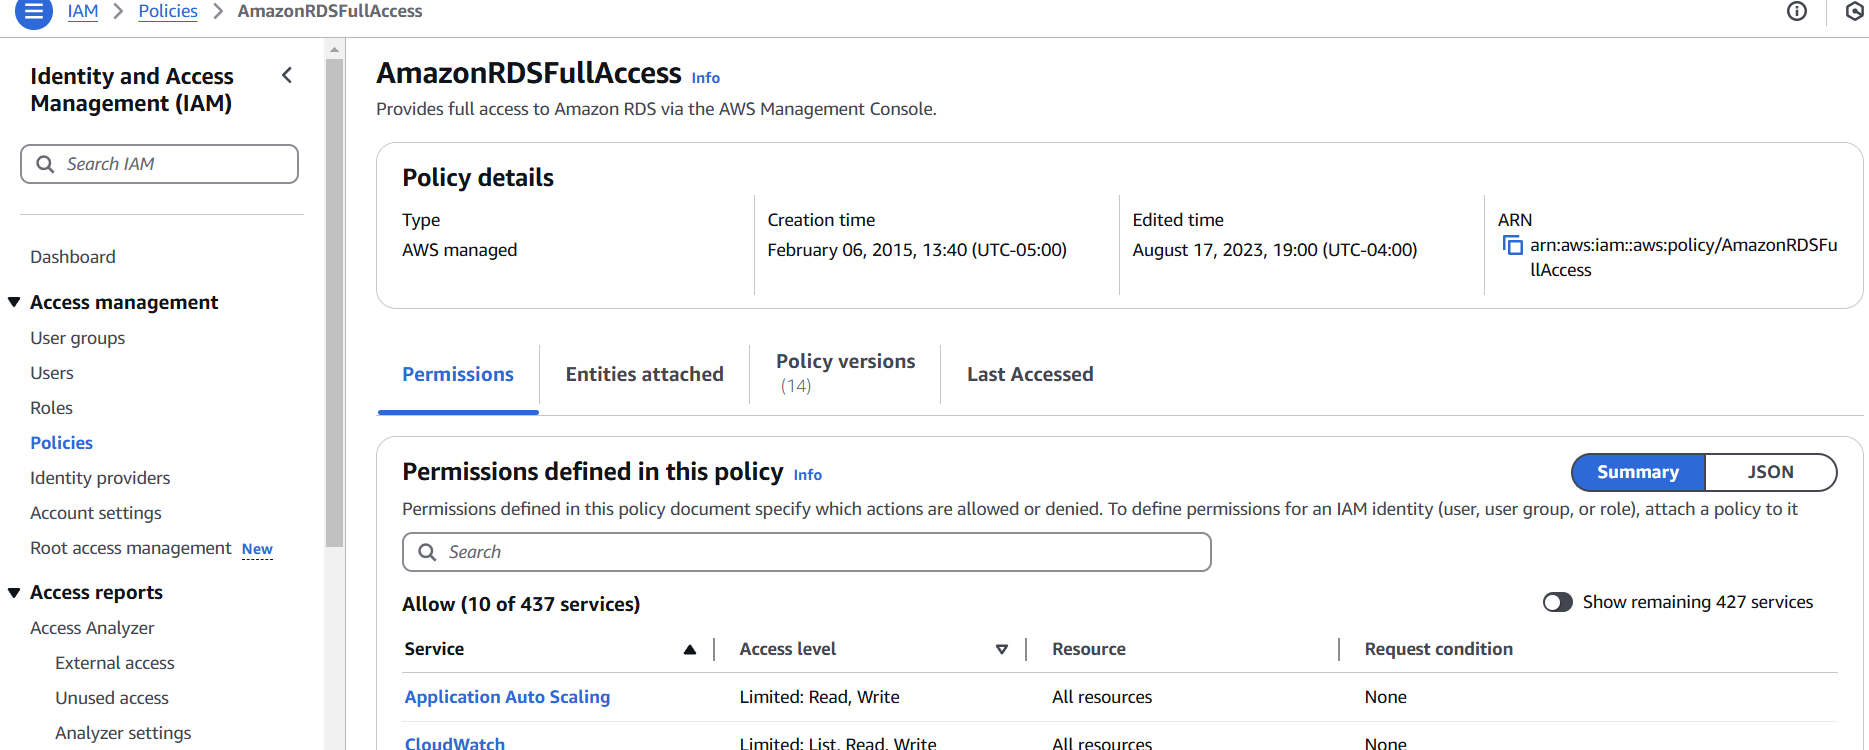 IAM > Policies > AmazonRDSFullAccess
Identity and Access
Management (IAM)
Search IAM
Dashboard
Access management
User groups
Users
Roles
Policies
Identity providers
Account settings
Root access management New
Access reports
Access Analyzer
External access
Unused access
Analyzer settings
AmazonRDSFullAccess Info
Provides full access to Amazon RDS via the AWS Management Console.
Policy details
Type
AWS managed
Creation time
February 06, 2015, 13:40 (UTC-05:00)
Edited time
August 17, 2023, 19:00 (UTC-04:00)
ARN
arn:aws:iam::aws:policy/AmazonRDSFu
llAccess
Permissions
Entities attached
Policy versions
(14)
Last Accessed
Permissions defined in this policy Info
Summary JSON
Permissions defined in this policy document specify which actions are allowed or denied. To define permissions for an IAM identity (user, user group, or role), attach a policy to it
Search
Allow (10 of 437 services)
Show remaining 427 services
Service Access level Resource Request condition
Application Auto Scaling Limited: Read, Write All resources None
CloudWatch Limited: List, Read, Write All resources None